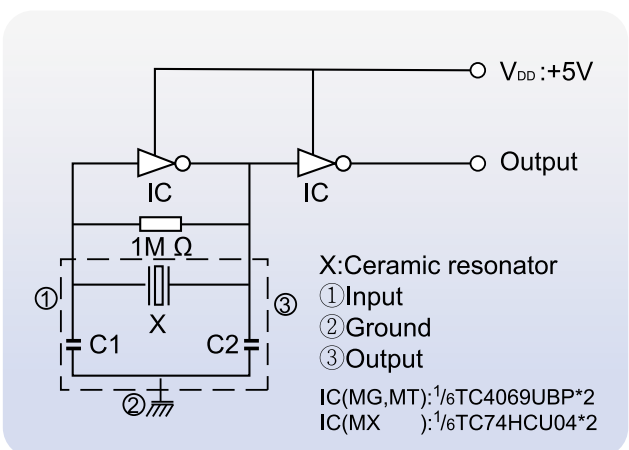 V_DD:+5V
Output
IC
IC
1M Ω
X
C1
C2
①
②
③
X:Ceramic resonator
①Input
②Ground
③Output
IC(MG,MT):1/6TC4069UBP*2
IC(MX ):1/6TC74HCU04*2